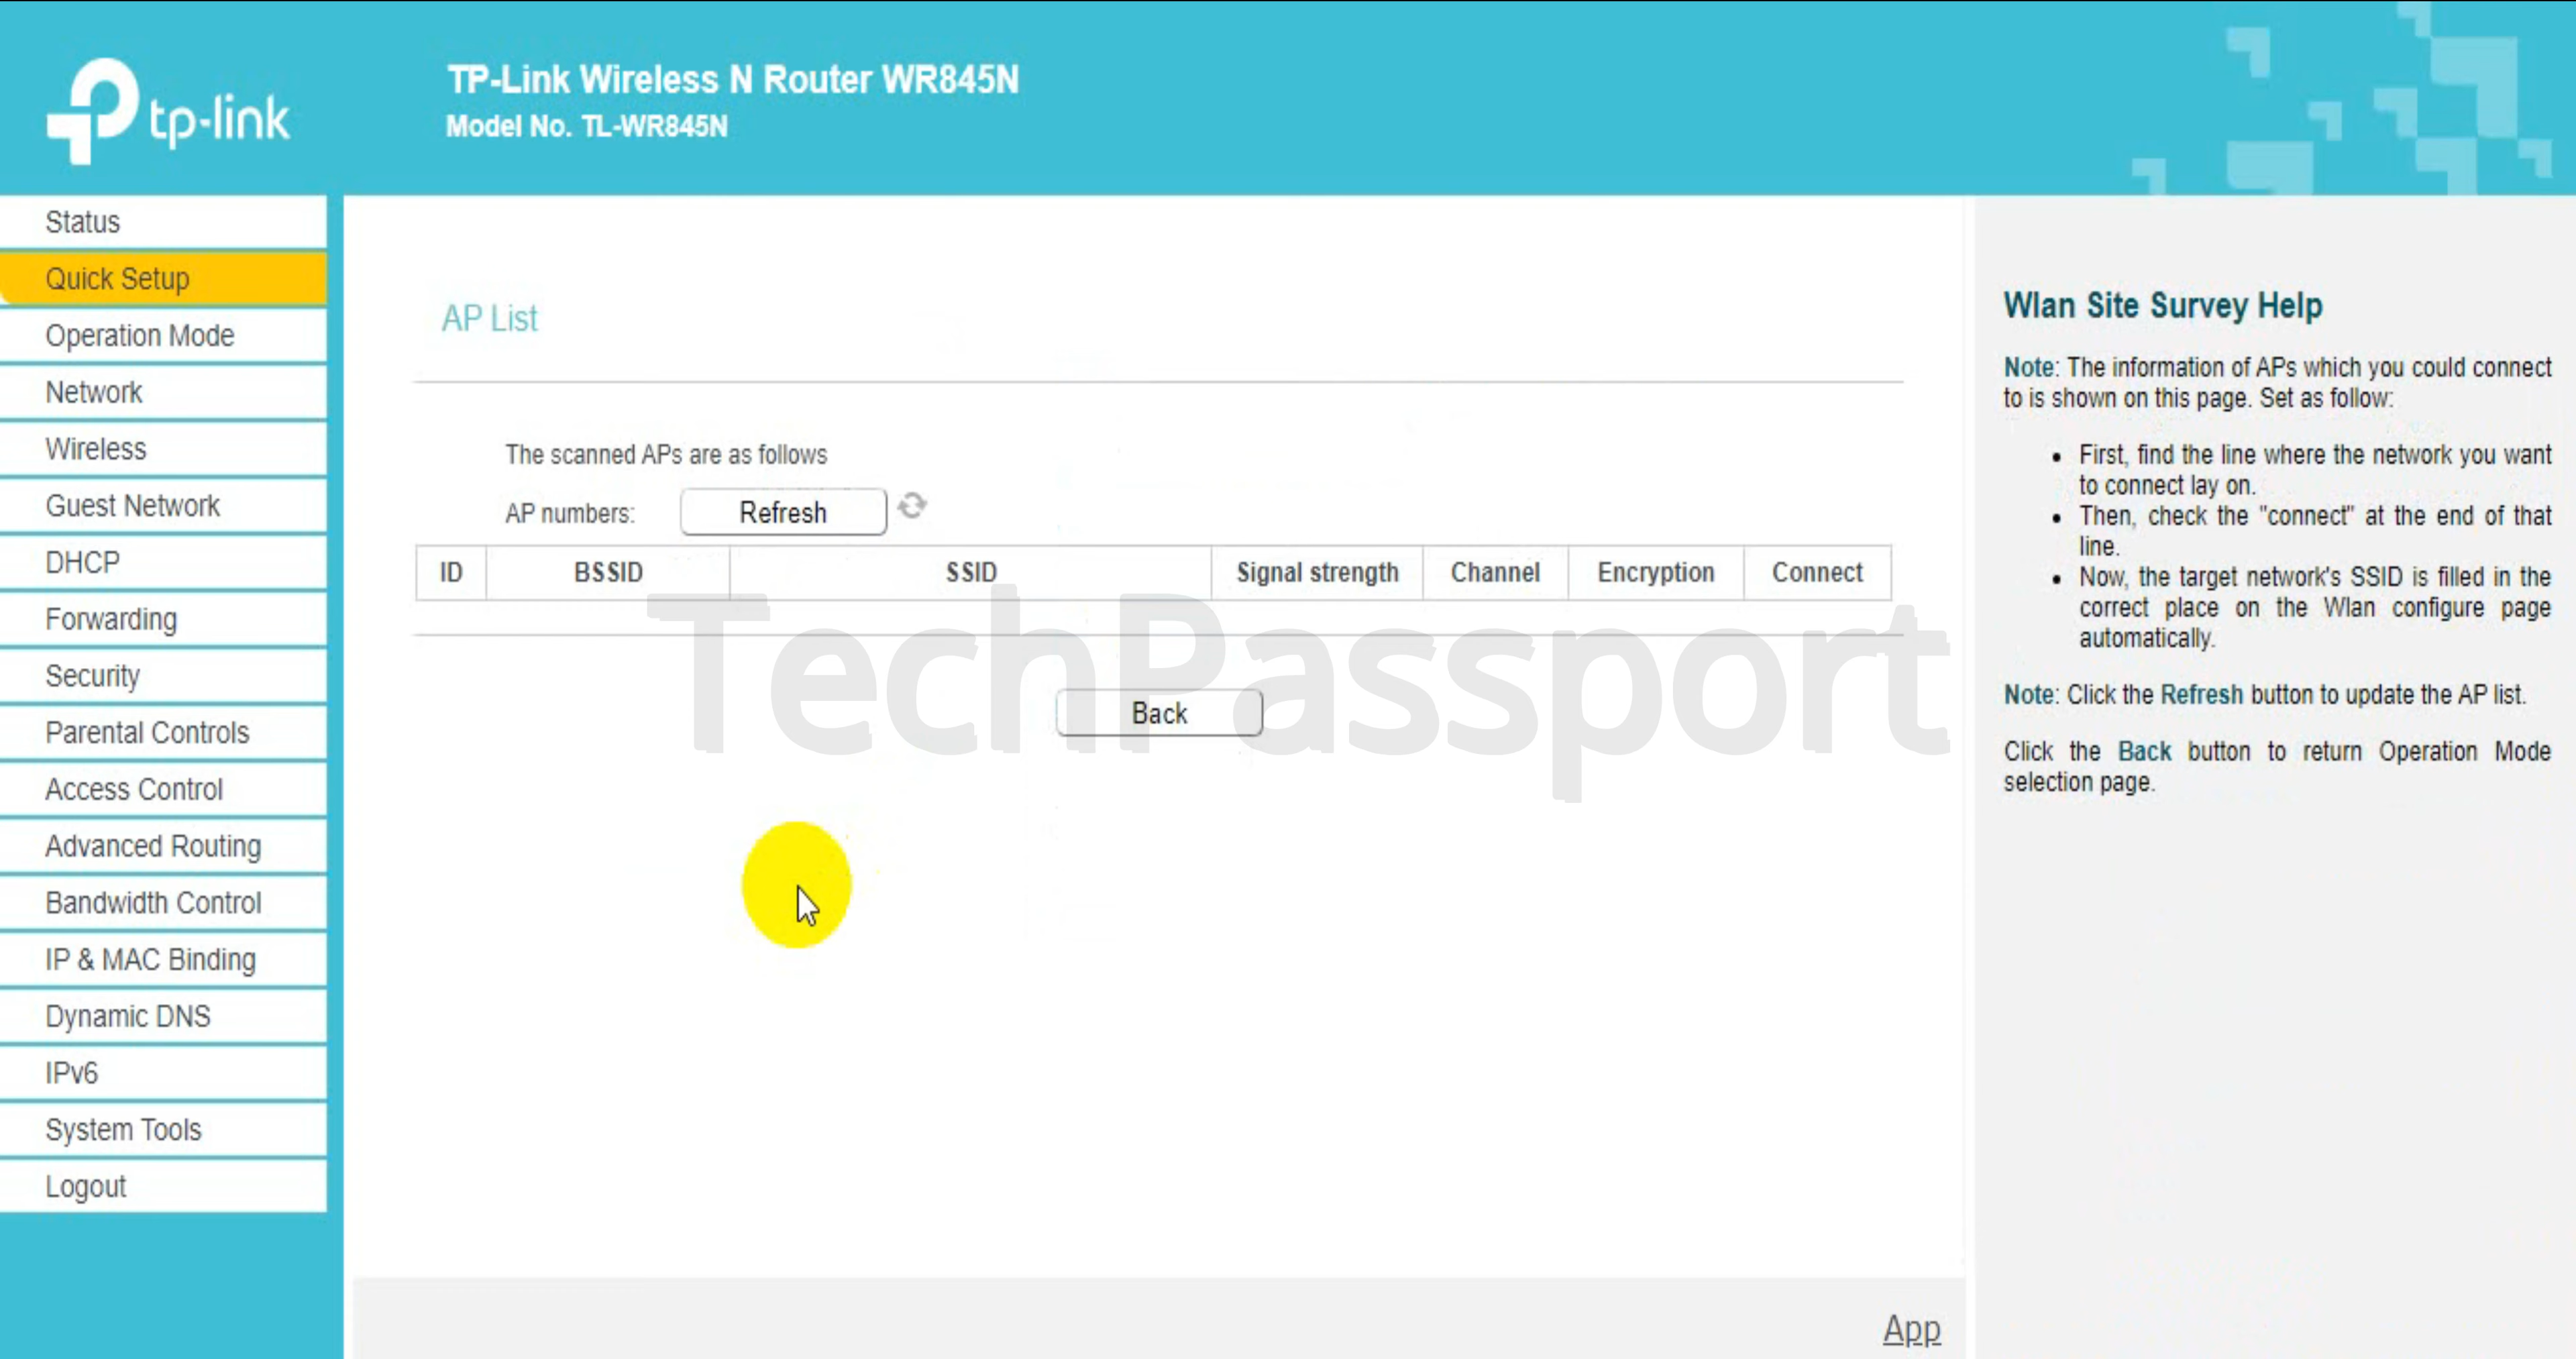 tp-link
TP-Link Wireless N Router WR845N
Model No. TL-WR845N
Status
Quick Setup
Operation Mode
Network
Wireless
Guest Network
DHCP
Forwarding
Security
Parental Controls
Access Control
Advanced Routing
Bandwidth Control
IP & MAC Binding
Dynamic DNS
IPv6
System Tools
Logout
AP List
The scanned APs are as follows
AP numbers: Refresh
ID BSSID SSID Signal strength Channel Encryption Connect
TechPassport
Back
App
Wlan Site Survey Help
Note: The information of APs which you could connect
to is shown on this page. Set as follow:
• First, find the line where the network you want
to connect lay on.
• Then, check the "connect" at the end of that
line.
• Now, the target network's SSID is filled in the
correct place on the Wlan configure page
automatically.
Note: Click the Refresh button to update the AP list.
Click the Back button to return Operation Mode
selection page.